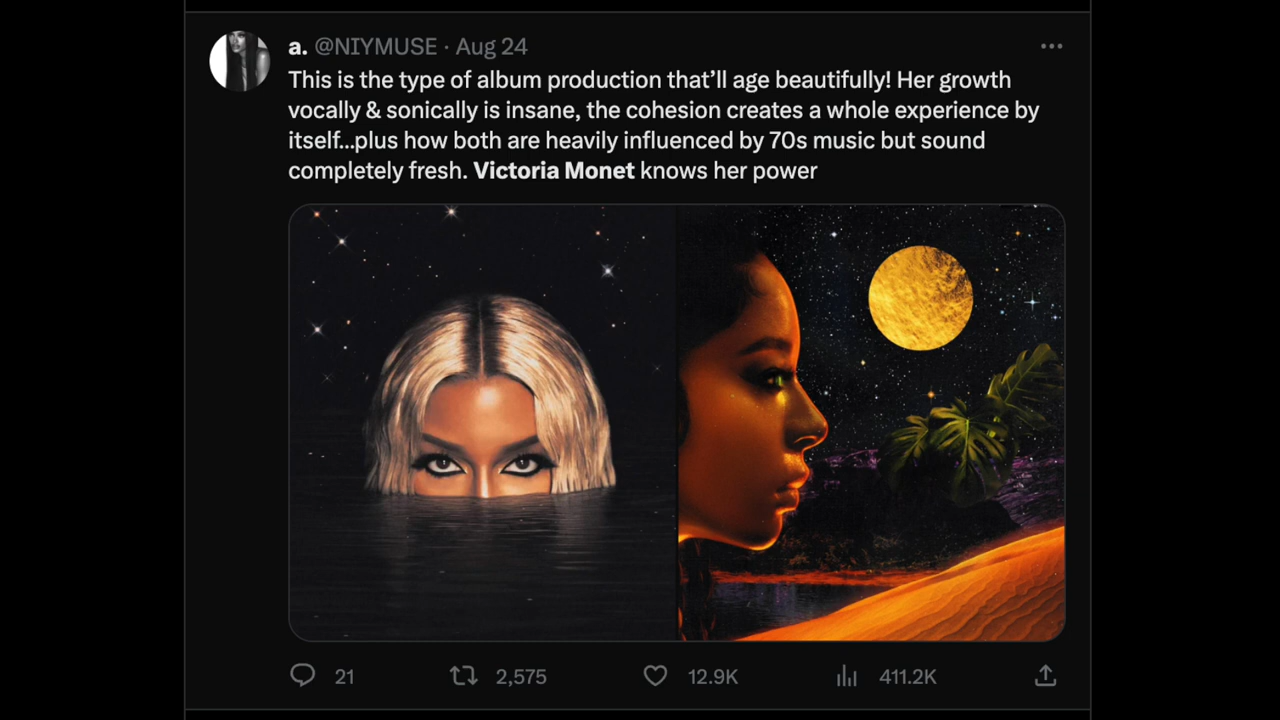 a. @NIYMUSE · Aug 24
This is the type of album production that’ll age beautifully! Her growth
vocally & sonically is insane, the cohesion creates a whole experience by
itself...plus how both are heavily influenced by 70s music but sound
completely fresh. Victoria Monet knows her power
21 2,575 12.9K 411.2K